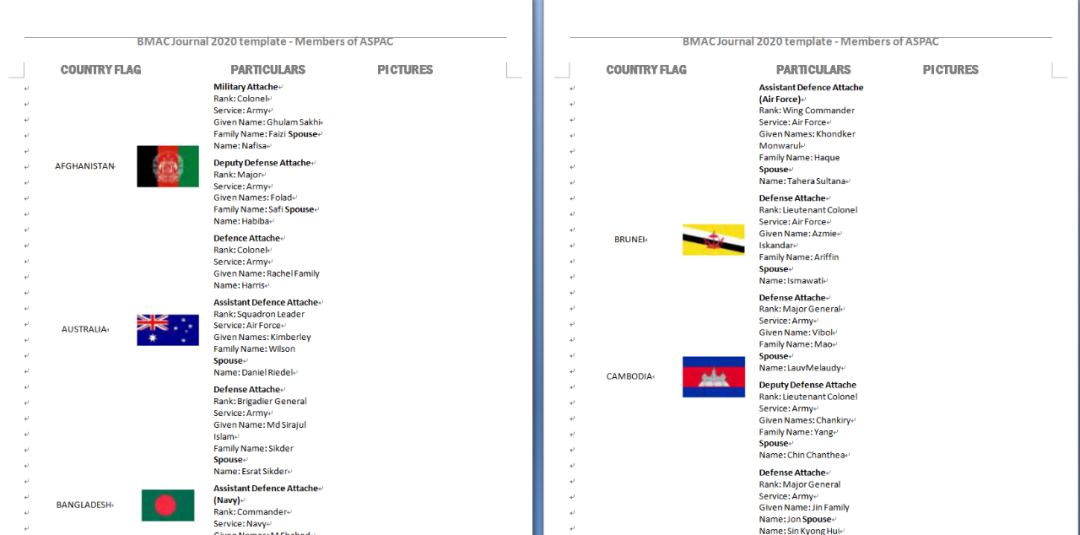 BMAC Journal 2020 template - Members of ASPAC
COUNTRY FLAG PARTICULARS PICTURES
Military Attache
Rank: Colonel
Service: Army
Given Name: Ghulam Sakhi
Family Name: Faizi Spouse
Name: Nafisa
AFGHANISTAN
Deputy Defense Attache
Rank: Major
Service: Army
Given Names: Folad
Family Name: Safi Spouse
Name: Habiba
Defence Attache
Rank: Colonel
Service: Army
Given Name: Rachel Family
Name: Harris
Assistant Defence Attache
Rank: Squadron Leader
Service: Air Force
AUSTRALIA
Given Names: Kimberley
Family Name: Wilson
Spouse
Name: Daniel Riedel
Defense Attache
Rank: Brigadier General
Service: Army
Given Name: Md Sirajul
Islam
Family Name: Sikder
Spouse
Name: Esrat Sikder
Assistant Defence Attache
(Navy)
BANGLADESH
Rank: Commander
Service: Navy
Given Names: M Shahed
BMAC Journal 2020 template - Members of ASPAC
COUNTRY FLAG PARTICULARS PICTURES
Assistant Defence Attache
(Air Force)
Rank: Wing Commander
Service: Air Force
Given Names: Khondker
Monwarul
Family Name: Haque
Spouse
Name: Tahera Sultana
Defense Attache
Rank: Lieutenant Colonel
Service: Air Force
Given Name: Azmie
BRUNEI
Iskandar
Family Name: Ariffin
Spouse
Name: Ismawati
Defense Attache
Rank: Major General
Service: Army
Given Name: Vibol
Family Name: Mao
Spouse
Name: LauvMelaudy
CAMBODIA
Deputy Defense Attache
Rank: Lieutenant Colonel
Service: Army
Given Names: Chankiry
Family Name: Yang
Spouse
Name: Chin Chanthea
Defense Attache
Rank: Major General
Service: Army
Given Name: Jin Family
Name: Jon Spouse
Name: Sin Kyong Hui